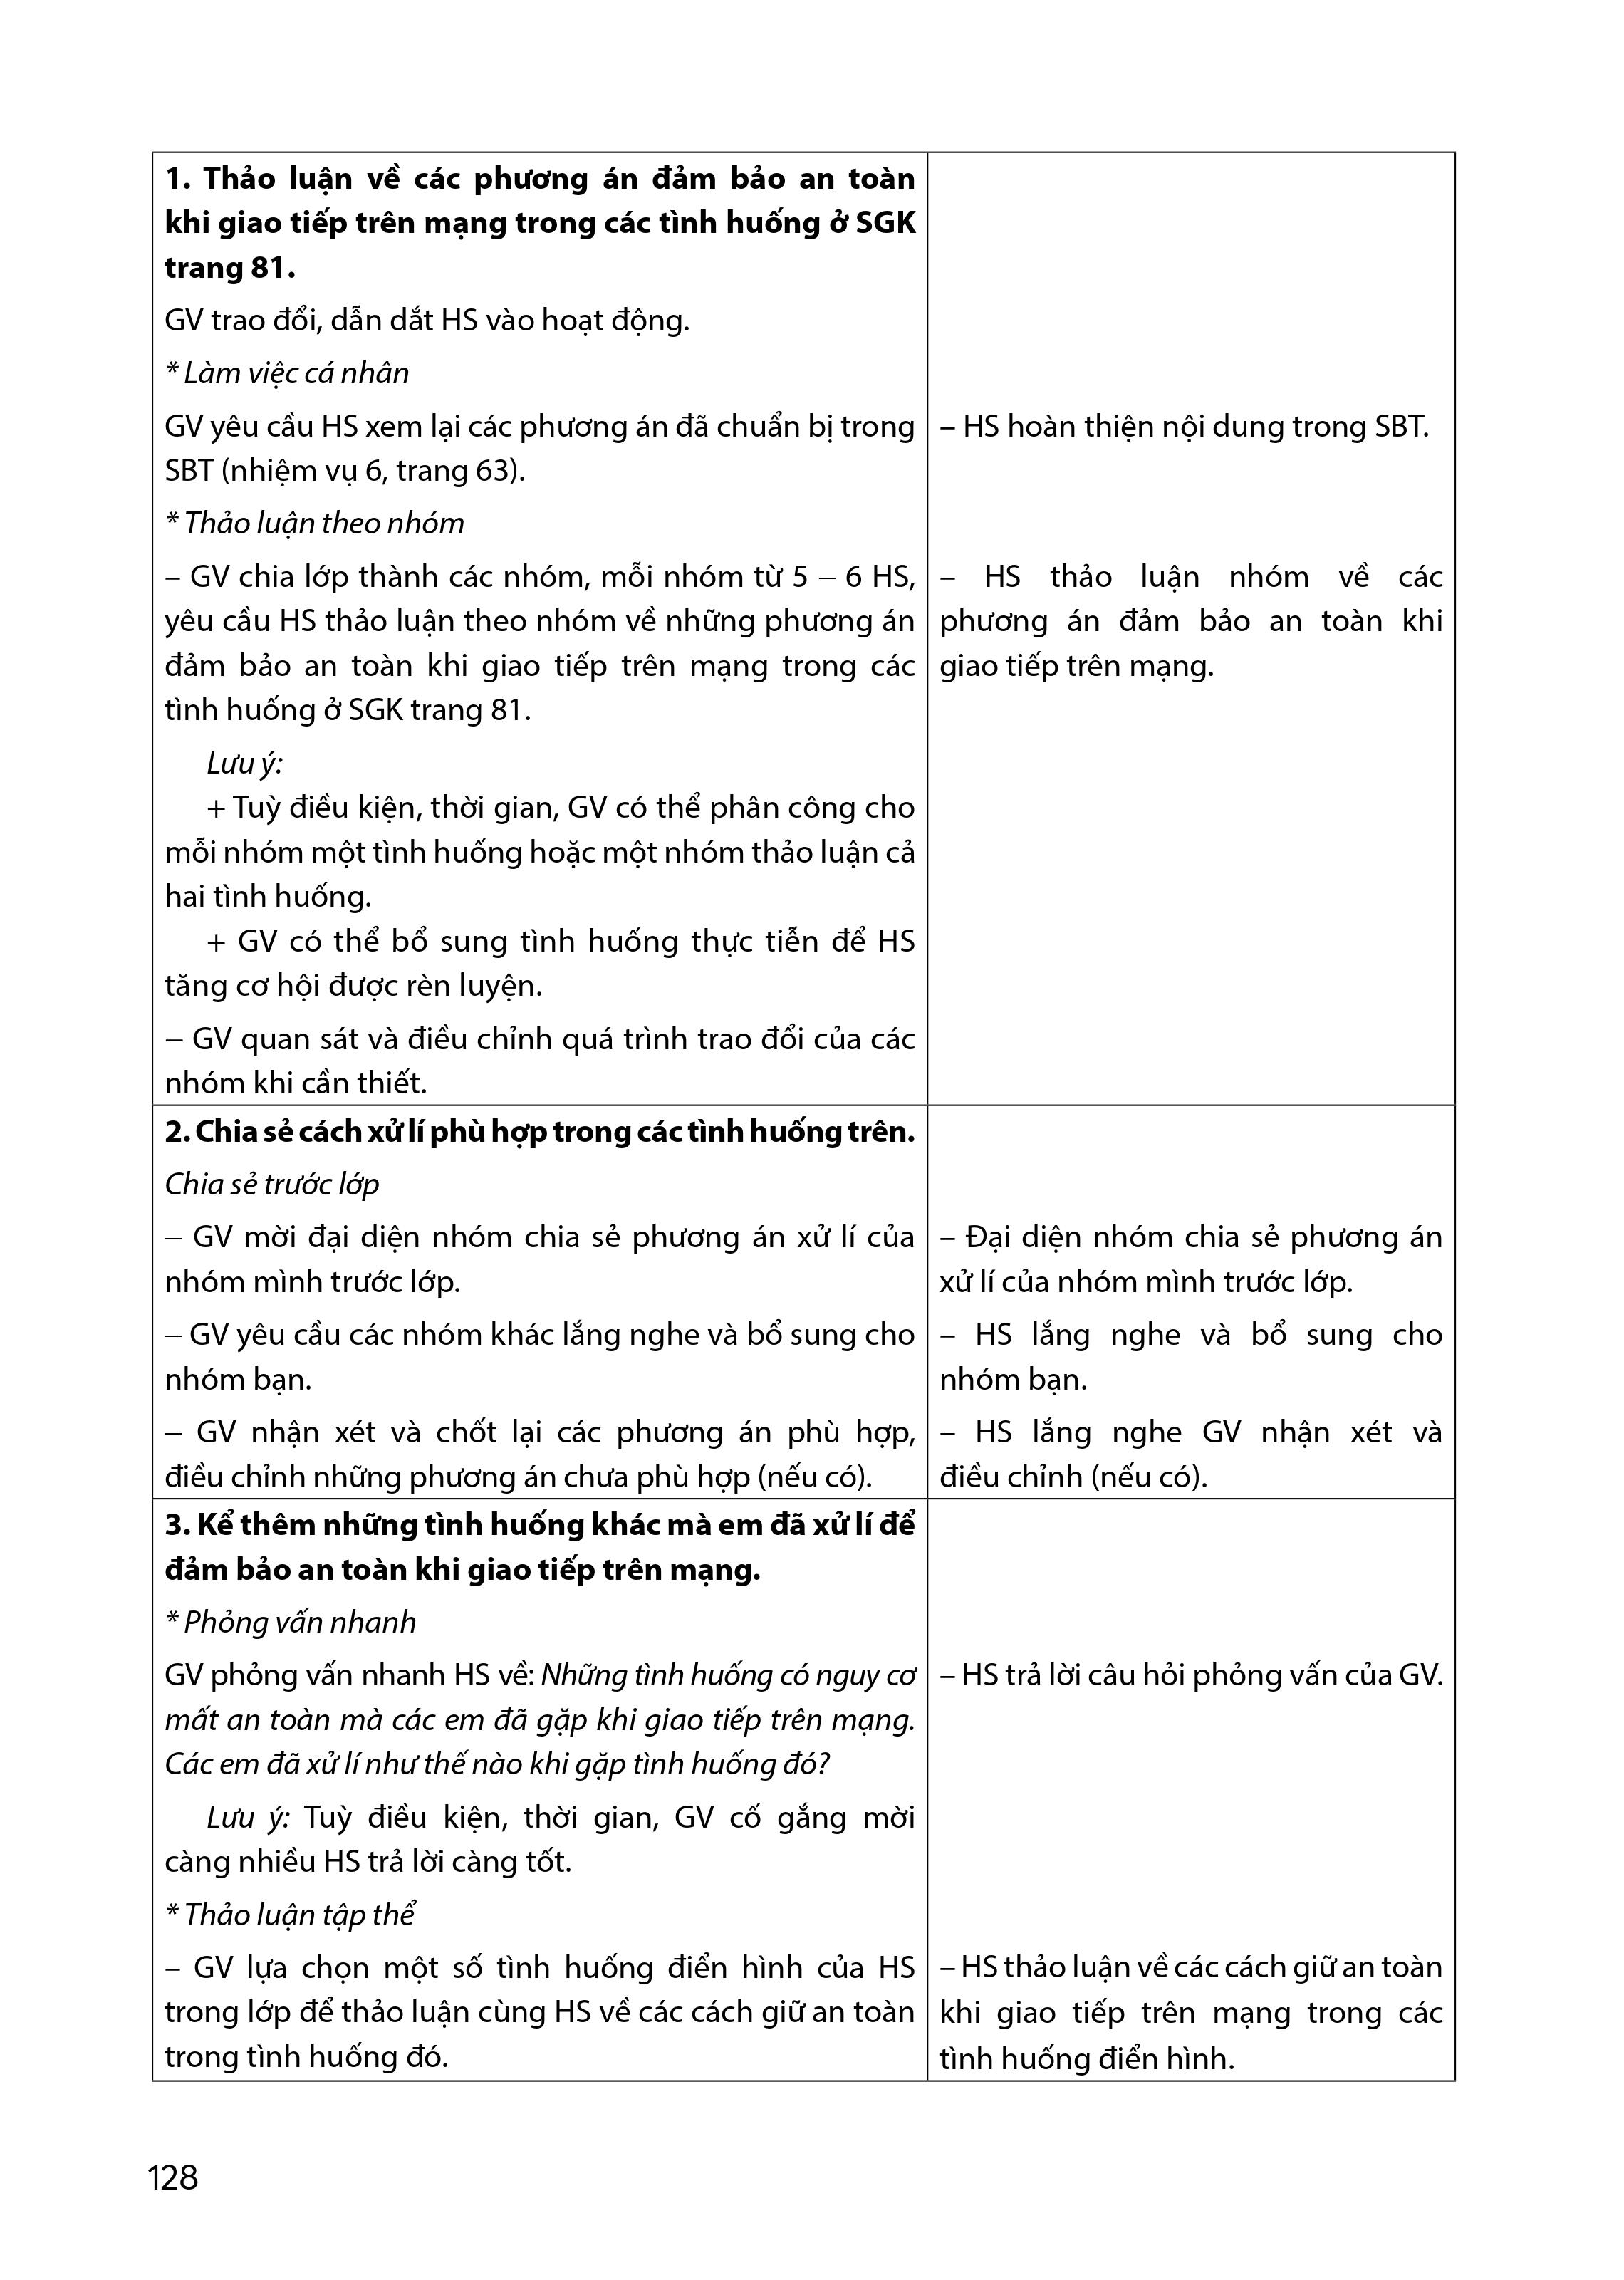 1. Thảo luận về các phương án đảm bảo an toàn
khi giao tiếp trên mạng trong các tình huống ở SGK
trang 81.
GV trao đổi, dẫn dắt HS vào hoạt động.
* Làm việc cá nhân
GV yêu cầu HS xem lại các phương án đã chuẩn bị trong
SBT (nhiệm vụ 6, trang 63).
– HS hoàn thiện nội dung trong SBT.
* Thảo luận theo nhóm
– GV chia lớp thành các nhóm, mỗi nhóm từ 5 – 6 HS,
yêu cầu HS thảo luận theo nhóm về những phương án
đảm bảo an toàn khi giao tiếp trên mạng trong các
tình huống ở SGK trang 81.
– HS thảo luận nhóm về các
phương án đảm bảo an toàn khi
giao tiếp trên mạng.
Lưu ý:
+ Tuỳ điều kiện, thời gian, GV có thể phân công cho
mỗi nhóm một tình huống hoặc một nhóm thảo luận cả
hai tình huống.
+ GV có thể bổ sung tình huống thực tiễn để HS
tăng cơ hội được rèn luyện.
– GV quan sát và điều chỉnh quá trình trao đổi của các
nhóm khi cần thiết.
2. Chia sẻ cách xử lí phù hợp trong các tình huống trên.
Chia sẻ trước lớp
– GV mời đại diện nhóm chia sẻ phương án xử lí của
nhóm mình trước lớp.
– Đại diện nhóm chia sẻ phương án
xử lí của nhóm mình trước lớp.
– GV yêu cầu các nhóm khác lắng nghe và bổ sung cho
nhóm bạn.
– HS lắng nghe và bổ sung cho
nhóm bạn.
– GV nhận xét và chốt lại các phương án phù hợp,
điều chỉnh những phương án chưa phù hợp (nếu có).
– HS lắng nghe GV nhận xét và
điều chỉnh (nếu có).
3. Kể thêm những tình huống khác mà em đã xử lí để
đảm bảo an toàn khi giao tiếp trên mạng.
* Phỏng vấn nhanh
GV phỏng vấn nhanh HS về: Những tình huống có nguy cơ
mất an toàn mà các em đã gặp khi giao tiếp trên mạng.
Các em đã xử lí như thế nào khi gặp tình huống đó?
– HS trả lời câu hỏi phỏng vấn của GV.
Lưu ý: Tuỳ điều kiện, thời gian, GV cố gắng mời
càng nhiều HS trả lời càng tốt.
* Thảo luận tập thể
– GV lựa chọn một số tình huống điển hình của HS
trong lớp để thảo luận cùng HS về các cách giữ an toàn
trong tình huống đó.
– HS thảo luận về các cách giữ an toàn
khi giao tiếp trên mạng trong các
tình huống điển hình.
128